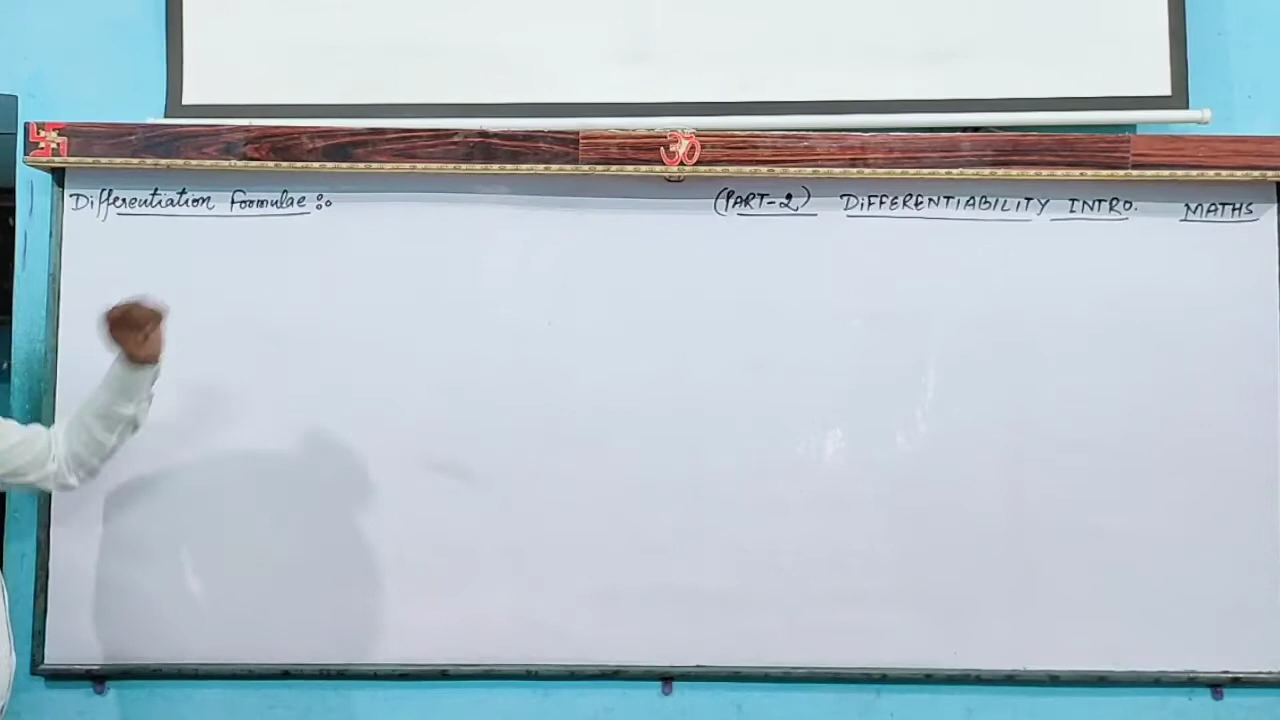 Differentiation Formulae :
(PART-2) DIFFERENTIABILITY INTRO. MATHS
ॐ